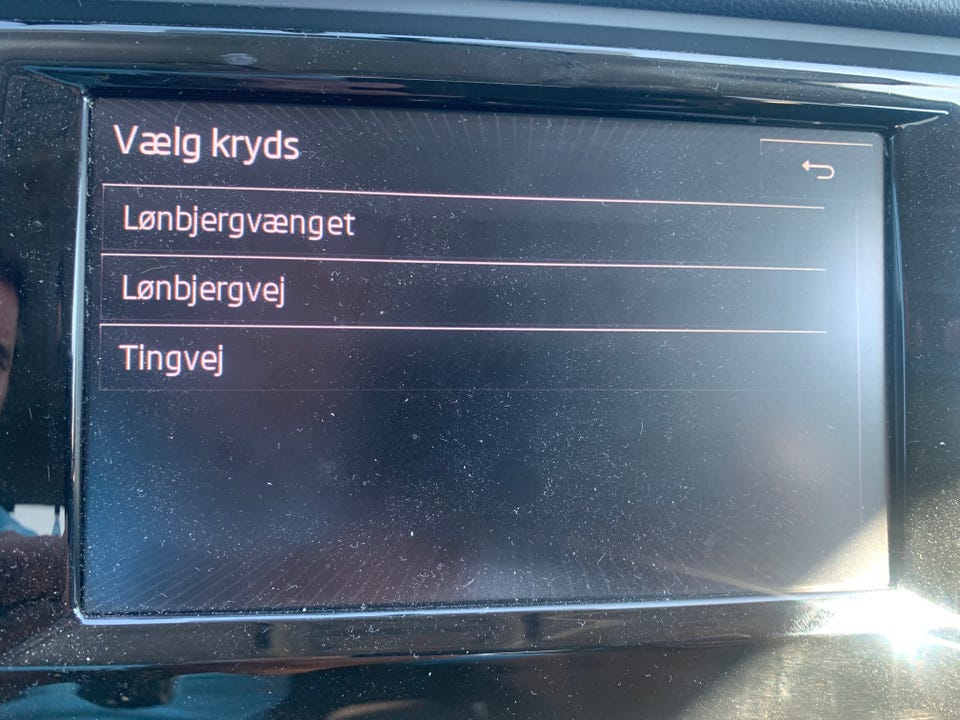 Vælg kryds
Lønbjergvænget
Lønbjergvej
Tingvej